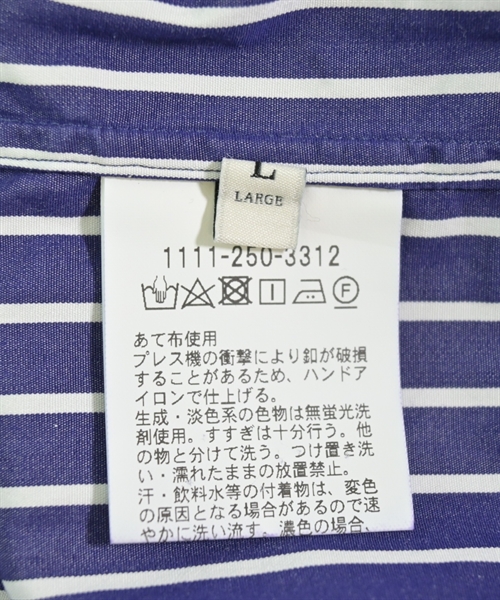 L
LARGE
1111-250-3312
あて布使用
プレス機の衝撃により釦が破損
することがあるため、ハンドア
イロンで仕上げる。
生成・淡色系の色物は無蛍光洗
剤使用。すすぎは十分行う。他
の物と分けて洗う。つけ置き洗
い・濡れたままの放置禁止。
汗・飲料水等の付着物は、変色
の原因となる場合があるので速
やかに洗い流す。濃色の場合、